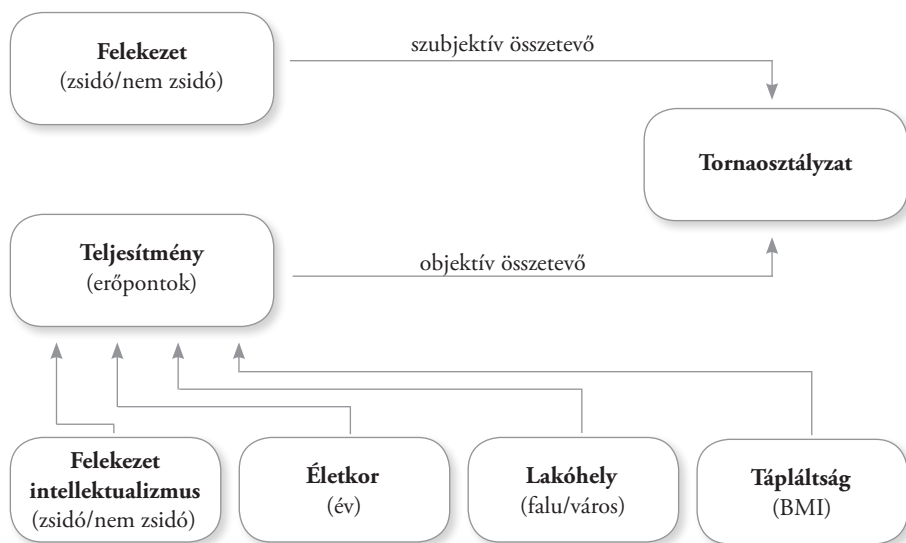 Felekezet
(zsidó/nem zsidó)
szubjektív összetevő
Tornaosztályzat
Teljesítmény
(erőpontok)
objektív összetevő
Felekezet
intellektualizmus
(zsidó/nem zsidó)
Életkor
(év)
Lakóhely
(falu/város)
Tápláltság
(BMI)